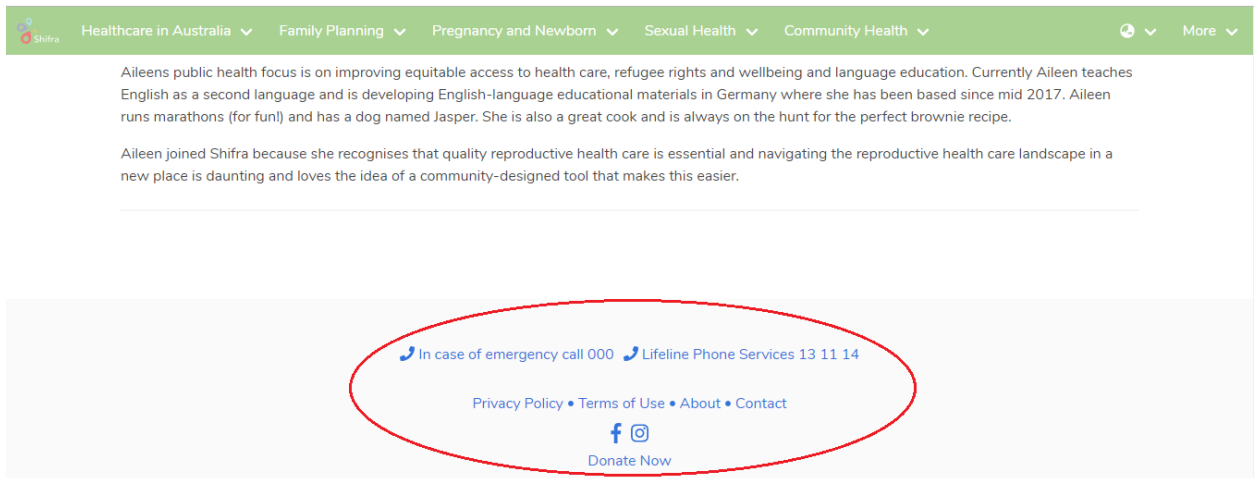 Shifra Healthcare in Australia Family Planning Pregnancy and Newborn Sexual Health Community Health More
Aileens public health focus is on improving equitable access to health care, refugee rights and wellbeing and language education. Currently Aileen teaches
English as a second language and is developing English-language educational materials in Germany where she has been based since mid 2017. Aileen
runs marathons (for fun!) and has a dog named Jasper. She is also a great cook and is always on the hunt for the perfect brownie recipe.
Aileen joined Shifra because she recognises that quality reproductive health care is essential and navigating the reproductive health care landscape in a
new place is daunting and loves the idea of a community-designed tool that makes this easier.
In case of emergency call 000 Lifeline Phone Services 13 11 14
Privacy Policy • Terms of Use • About • Contact
Donate Now